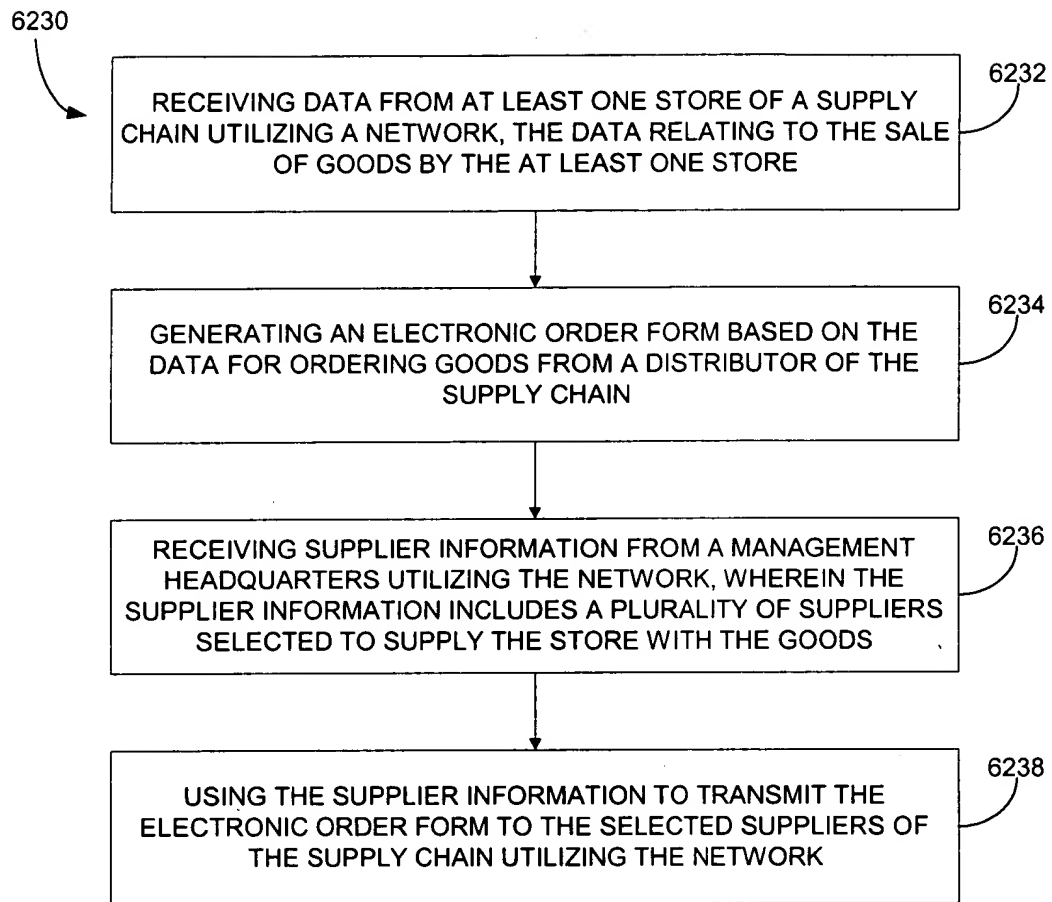 6230
6232
RECEIVING DATA FROM AT LEAST ONE STORE OF A SUPPLY
CHAIN UTILIZING A NETWORK, THE DATA RELATING TO THE SALE
OF GOODS BY THE AT LEAST ONE STORE
6234
GENERATING AN ELECTRONIC ORDER FORM BASED ON THE
DATA FOR ORDERING GOODS FROM A DISTRIBUTOR OF THE
SUPPLY CHAIN
6236
RECEIVING SUPPLIER INFORMATION FROM A MANAGEMENT
HEADQUARTERS UTILIZING THE NETWORK, WHEREIN THE
SUPPLIER INFORMATION INCLUDES A PLURALITY OF SUPPLIERS
SELECTED TO SUPPLY THE STORE WITH THE GOODS
6238
USING THE SUPPLIER INFORMATION TO TRANSMIT THE
ELECTRONIC ORDER FORM TO THE SELECTED SUPPLIERS OF
THE SUPPLY CHAIN UTILIZING THE NETWORK